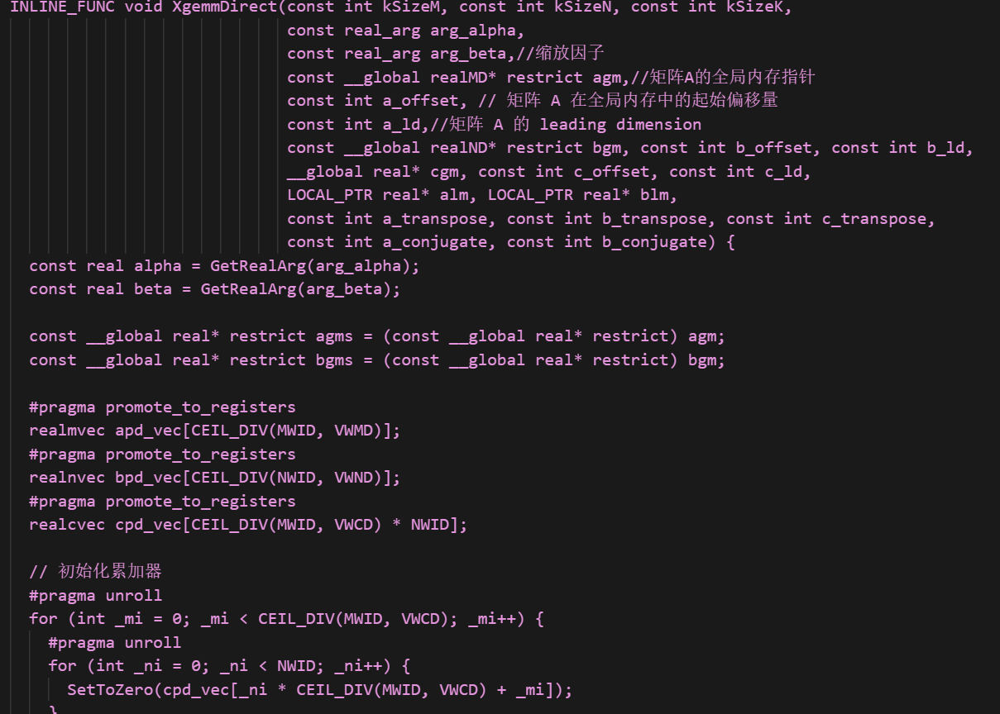 INLINE_FUNC void XgemmDirect(const int kSizeM, const int kSizeN, const int kSizeK,
const real_arg arg_alpha,
const real_arg arg_beta,//缩放因子
const __global realMD* restrict agm,//矩阵A的全局内存指针
const int a_offset, // 矩阵 A 在全局内存中的起始偏移量
const int a_ld,//矩阵 A 的 leading dimension
const __global realND* restrict bgm, const int b_offset, const int b_ld,
__global real* cgm, const int c_offset, const int c_ld,
LOCAL_PTR real* alm, LOCAL_PTR real* blm,
const int a_transpose, const int b_transpose, const int c_transpose,
const int a_conjugate, const int b_conjugate) {
const real alpha = GetRealArg(arg_alpha);
const real beta = GetRealArg(arg_beta);
const __global real* restrict agms = (const __global real* restrict) agm;
const __global real* restrict bgms = (const __global real* restrict) bgm;
#pragma promote_to_registers
realmvec apd_vec[CEIL_DIV(MWID, VWMD)];
#pragma promote_to_registers
realnvec bpd_vec[CEIL_DIV(NWID, VWND)];
#pragma promote_to_registers
realcvec cpd_vec[CEIL_DIV(MWID, VWCD) * NWID];
// 初始化累加器
#pragma unroll
for (int _mi = 0; _mi < CEIL_DIV(MWID, VWCD); _mi++) {
#pragma unroll
for (int _ni = 0; _ni < NWID; _ni++) {
SetToZero(cpd_vec[_ni * CEIL_DIV(MWID, VWCD) + _mi]);
}